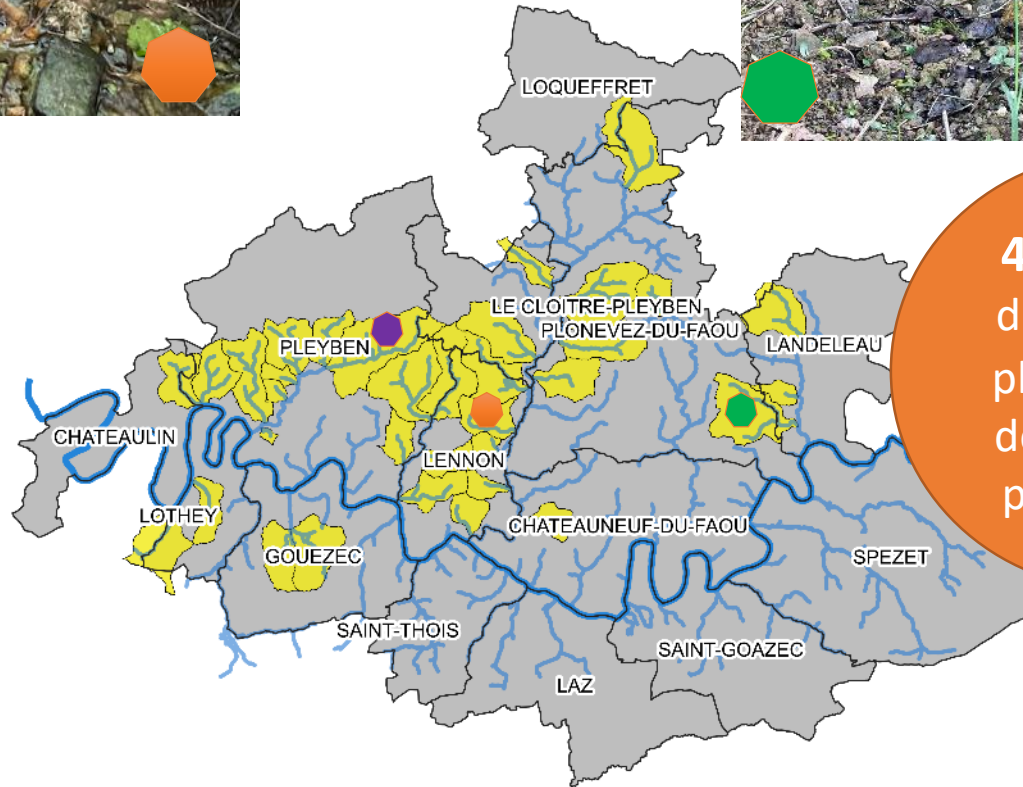 LOQUEFFRET
LE CLOITRE-PLEYBEN
PLONEVEZ-DU-FAOU
PLEYBEN
LANDELEAU
CHATEAULIN
LENNON
LOTHEY
CHATEAUNEUF-DU-FAOU
GOUEZEC
SPEZET
SAINT-THOIS
SAINT-GOAZEC
LAZ
4